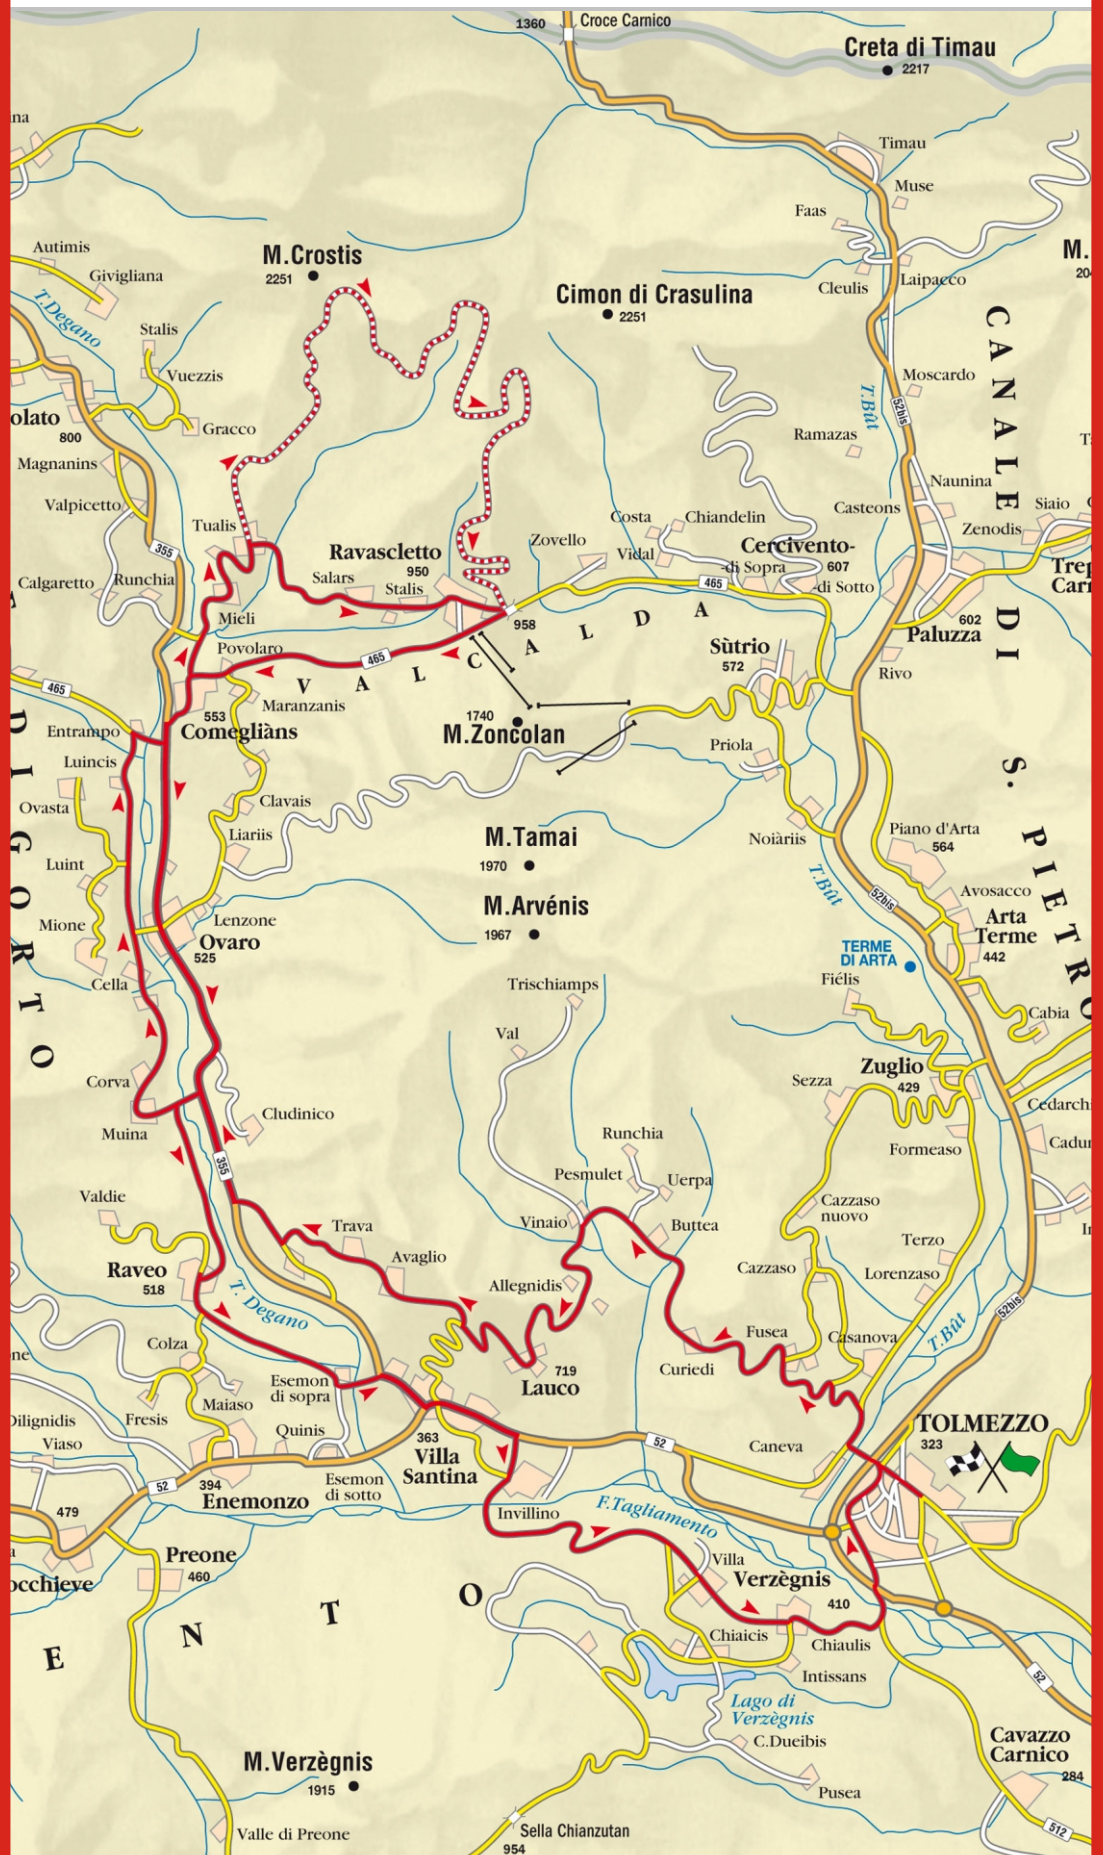 1360
Croce Carnico
Creta di Timau
2217
na
Timau
Muse
Faas
Laipacco
Cleulis
M.
204
Autimis
Givigliana
T.Degano
M.Crostis
2251
Cimon di Crasulina
2251
Stalis
Vuezzis
Gracco
olato
800
Magnanins
Valpicetto
355
Calgaretto
Runchia
Tualis
Mieli
Povolaro
Salars
Stalis
Ravascletto
950
958
Zovello
Costa
Chiandelin
Vidal
Cercivento-
-di Sopra
607
-di Sotto
465
Moscardo
T.Bût
52bis
Ramazas
Casteons
Naunina
Zenodis
Siaio
Trep
Carn
CANALE DI S. PIETRO
602
Paluzza
Rivo
Sùtrio
572
VAL CALDA
465
465
Maranzanis
553
Comegliàns
Entrampo
Luincis
Ovasta
Luint
Mione
Cella
Clavais
Liariis
Lenzone
Ovaro
525
DI GORTO
1740
M.Zoncolan
M.Tamai
1970
M.Arvénis
1967
Priola
Noiàriis
Piano d'Arta
564
T.Bût
52bis
Avosacco
Arta
Terme
442
TERME
DI ARTA
Cabia
Fiélis
Zuglio
429
Sezza
Formeaso
Cedarchi
Cadun
Trischiamps
Val
Corva
Muina
Cludinico
355
Runchia
Pesmulet
Uerpa
Vinaio
Buttea
Cazzaso
nuovo
Terzo
Lorenzaso
Cazzaso
Valdie
Raveo
518
Trava
Avaglio
Allegnidis
T. Degano
Curiedi
Fusea
Casanova
T.Bût
52bis
719
Lauco
Colza
Esemon
di sopra
Fresis
Maiaso
Quinis
Dilignidis
Viaso
363
Villa
Santina
52
Caneva
TOLMEZZO
323
52
394
Enemonzo
Esemon
di sotto
479
Invillino
F.Tagliamento
occhieve
Preone
460
Villa
Verzègnis
410
Chiaicis
Chiaulis
Intissans
E N T O
Lago di
Verzègnis
52
C.Dueibis
Pusea
Cavazzo
Carnico
284
512
M.Verzègnis
1915
Valle di Preone
Sella Chianzutan
954